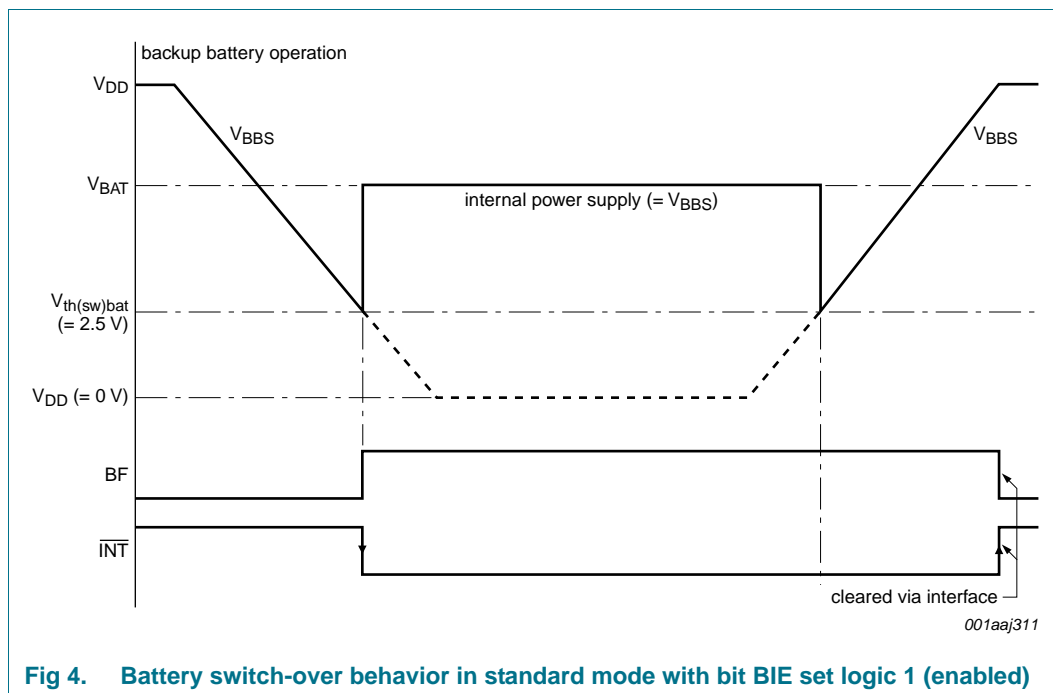 backup battery operation
VDD
VBBS
VBBS
VBAT
internal power supply (= VBBS)
Vth(sw)bat
(= 2.5 V)
VDD (= 0 V)
BF
INT
cleared via interface
001aaj311
Fig 4. Battery switch-over behavior in standard mode with bit BIE set logic 1 (enabled)